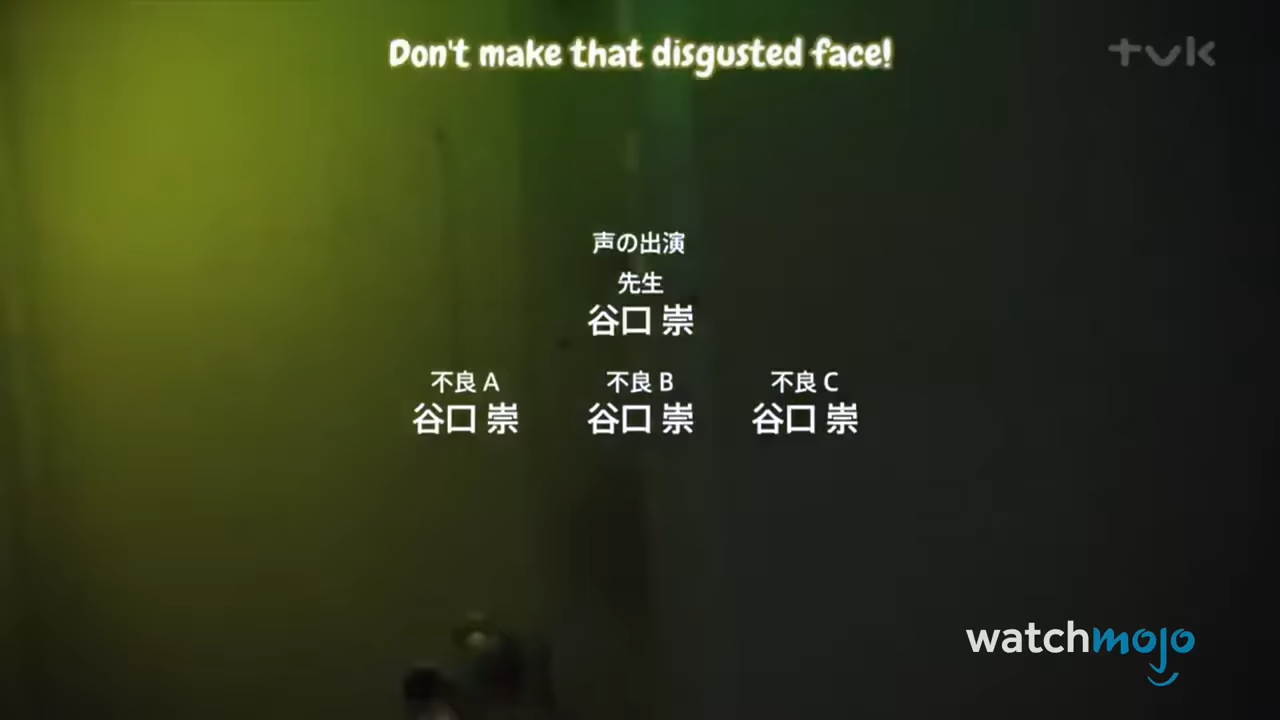 Don't make that disgusted face!
tvk
声の出演
先生
谷口 崇
不良 A 不良 B 不良 C
谷口 崇 谷口 崇 谷口 崇
watchmojo